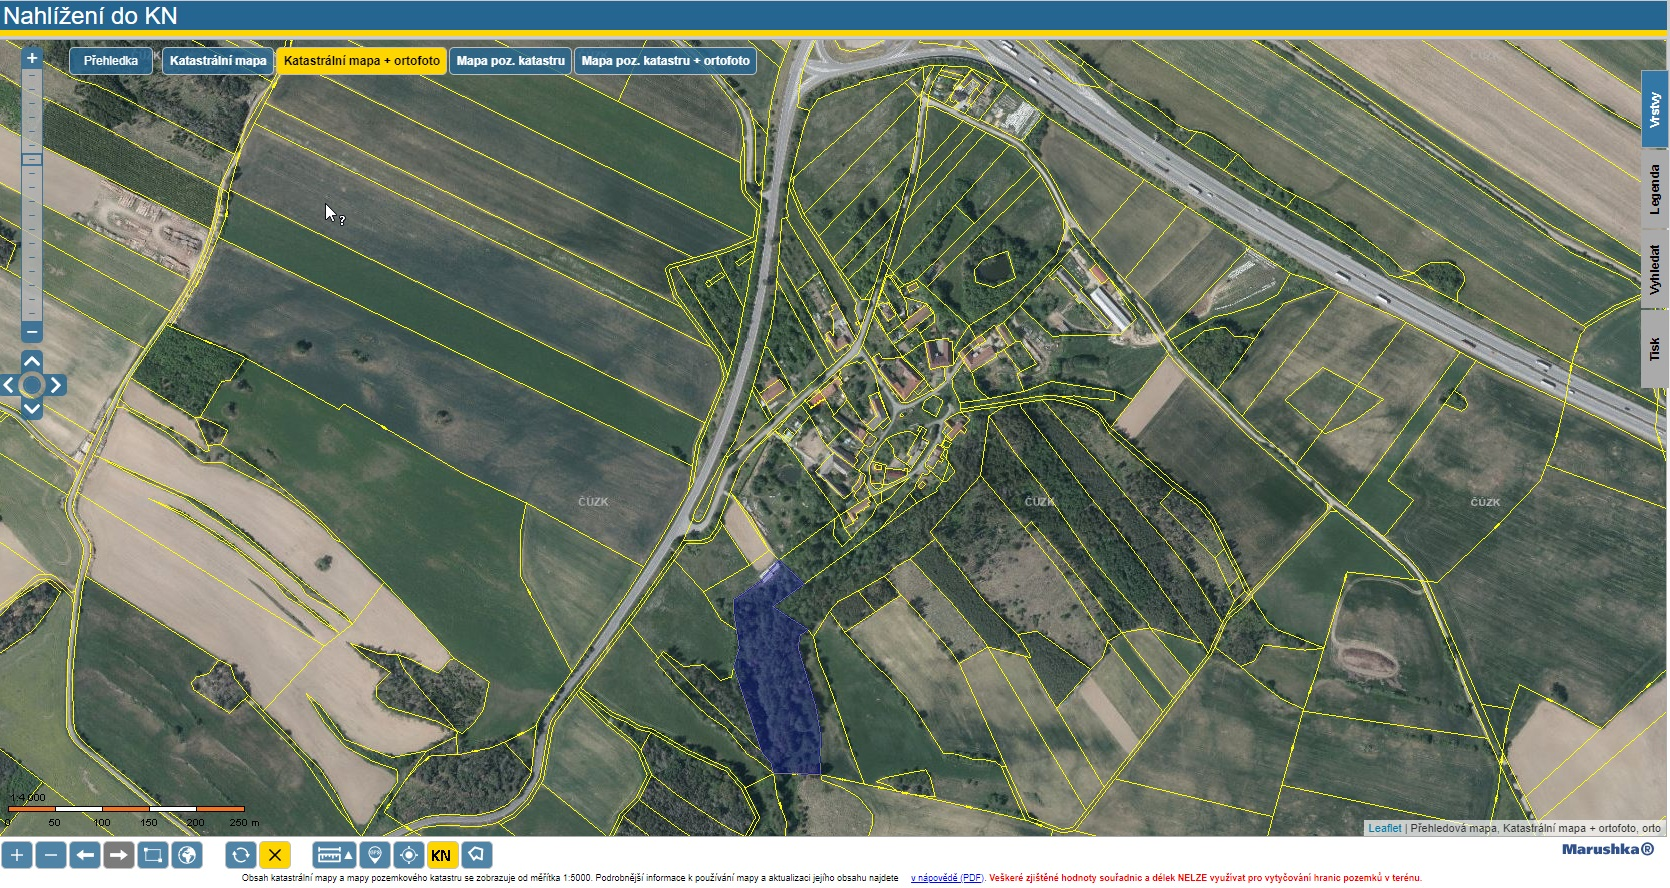 Nahlížení do KN
Přehledka
Katastrální mapa
Katastrální mapa + ortofoto
Mapa poz. katastru
Mapa poz. katastru + ortofoto
ČÚZK
ČÚZK
Vrstvy
Legenda
Vyhledat
Tisk
ČÚZK
ČÚZK
ČÚZK
1:4 000
0 50 100 150 200 250 m
Leaflet | Přehledová mapa, Katastrální mapa + ortofoto, orto
KN
Marushka®
Obsah katastrální mapy a mapy pozemkového katastru se zobrazuje od měřítka 1:5000. Podrobnější informace k používání mapy a aktualizaci jejího obsahu najdete v nápovědě (PDF). Veškeré zjištěné hodnoty souřadnic a délek NELZE využívat pro vytyčování hranic pozemků v terénu.